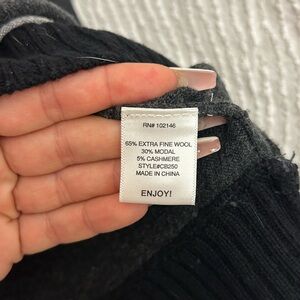 RN# 102146
65% EXTRA FINE WOOL
30% MODAL
5% CASHMERE
STYLE#CB250
MADE IN CHINA
ENJOY!